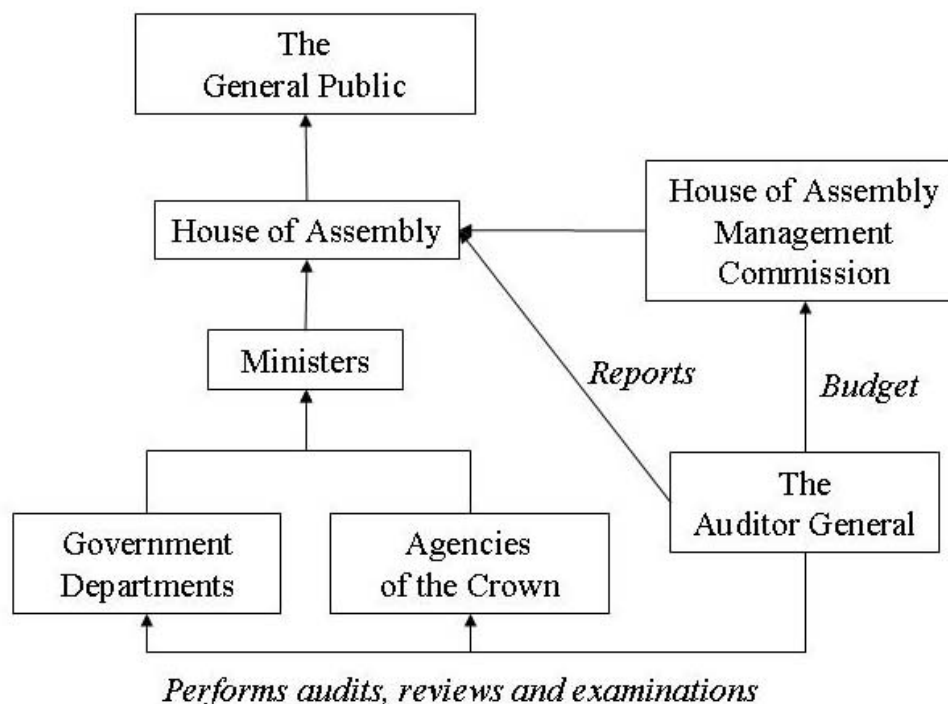 The
General Public
House of Assembly
House of Assembly
Management
Commission
Ministers
Reports
Budget
The
Auditor General
Government
Departments
Agencies
of the Crown
Performs audits, reviews and examinations